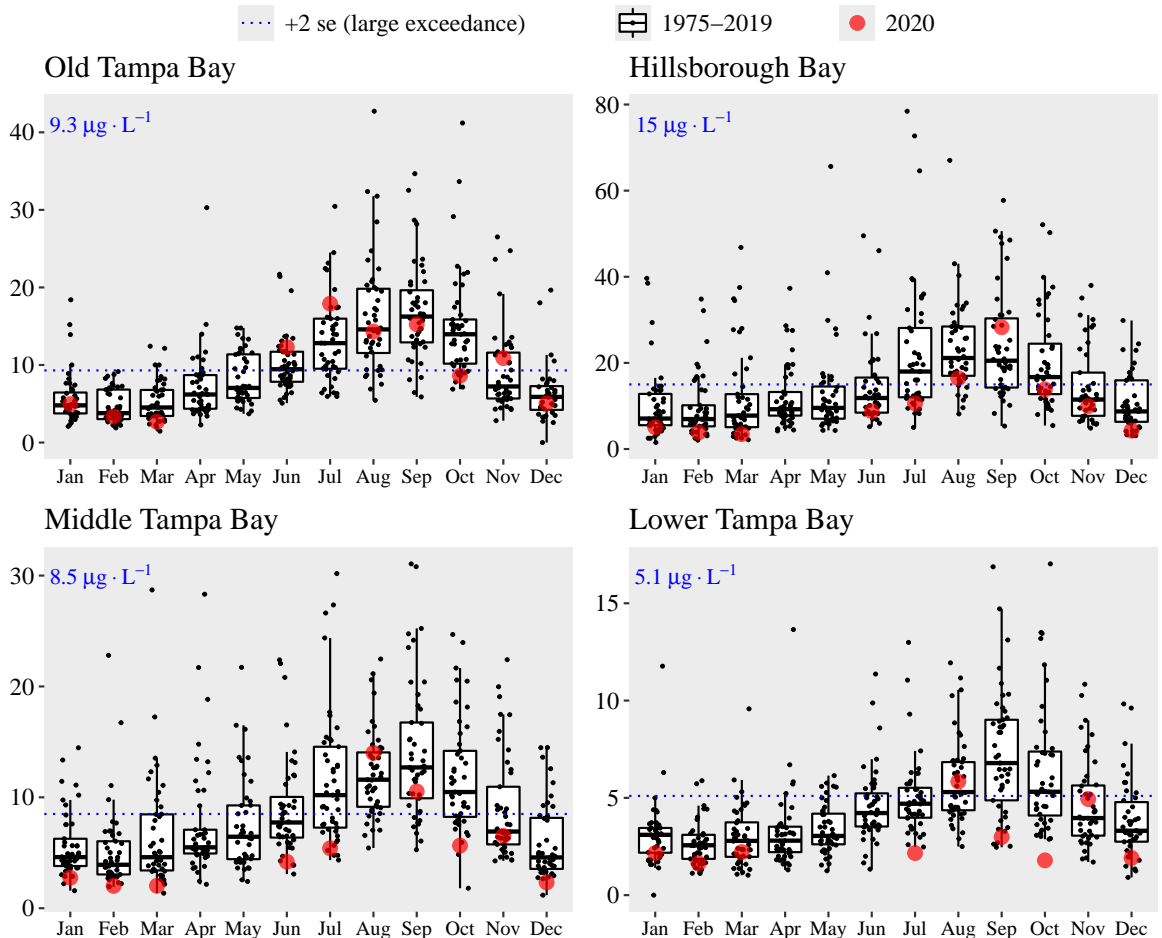 +2 se (large exceedance) 1975–2019 2020
Old Tampa Bay
9.3 μg · L⁻¹
40
30
20
10
0
Jan Feb Mar Apr May Jun Jul Aug Sep Oct Nov Dec
Hillsborough Bay
15 μg · L⁻¹
80
60
40
20
0
Jan Feb Mar Apr May Jun Jul Aug Sep Oct Nov Dec
Middle Tampa Bay
8.5 μg · L⁻¹
30
20
10
0
Jan Feb Mar Apr May Jun Jul Aug Sep Oct Nov Dec
Lower Tampa Bay
5.1 μg · L⁻¹
15
10
5
0
Jan Feb Mar Apr May Jun Jul Aug Sep Oct Nov Dec